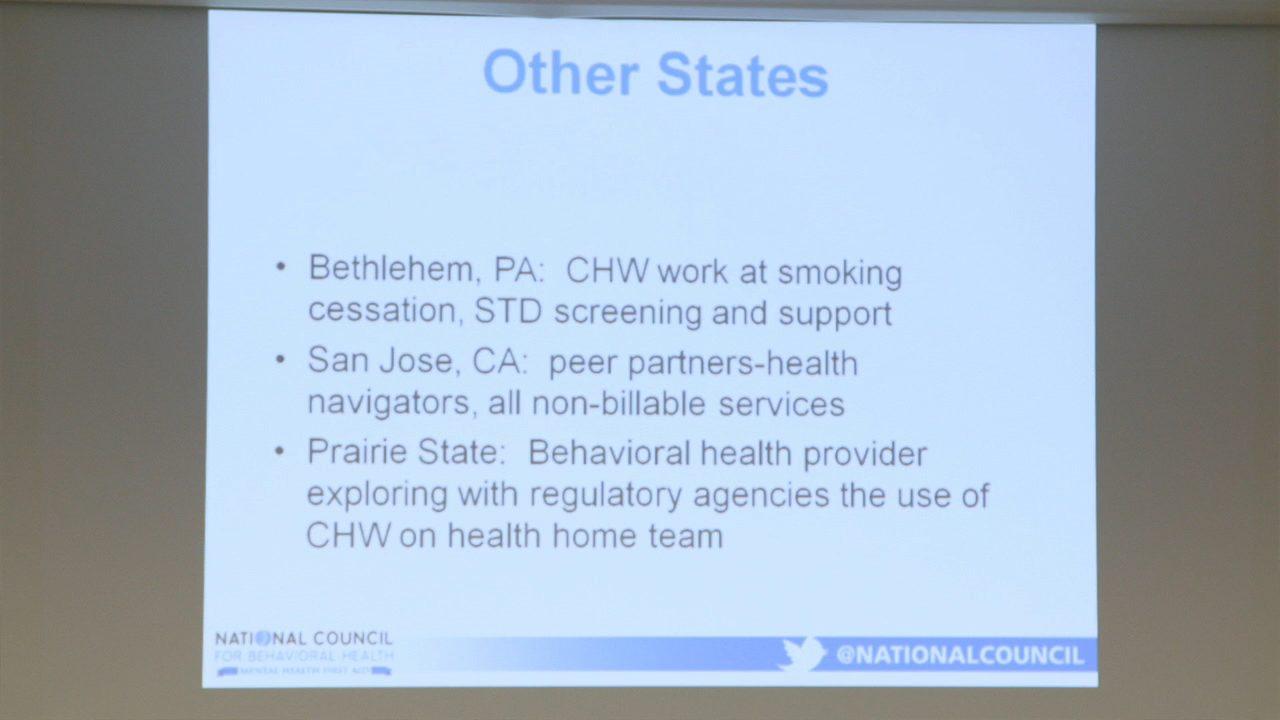 Other States
• Bethlehem, PA: CHW work at smoking
cessation, STD screening and support
• San Jose, CA: peer partners-health
navigators, all non-billable services
• Prairie State: Behavioral health provider
exploring with regulatory agencies the use of
CHW on health home team
NATIONAL COUNCIL
FOR BEHAVIORAL HEALTH
MENTAL HEALTH FIRST AID
@NATIONALCOUNCIL